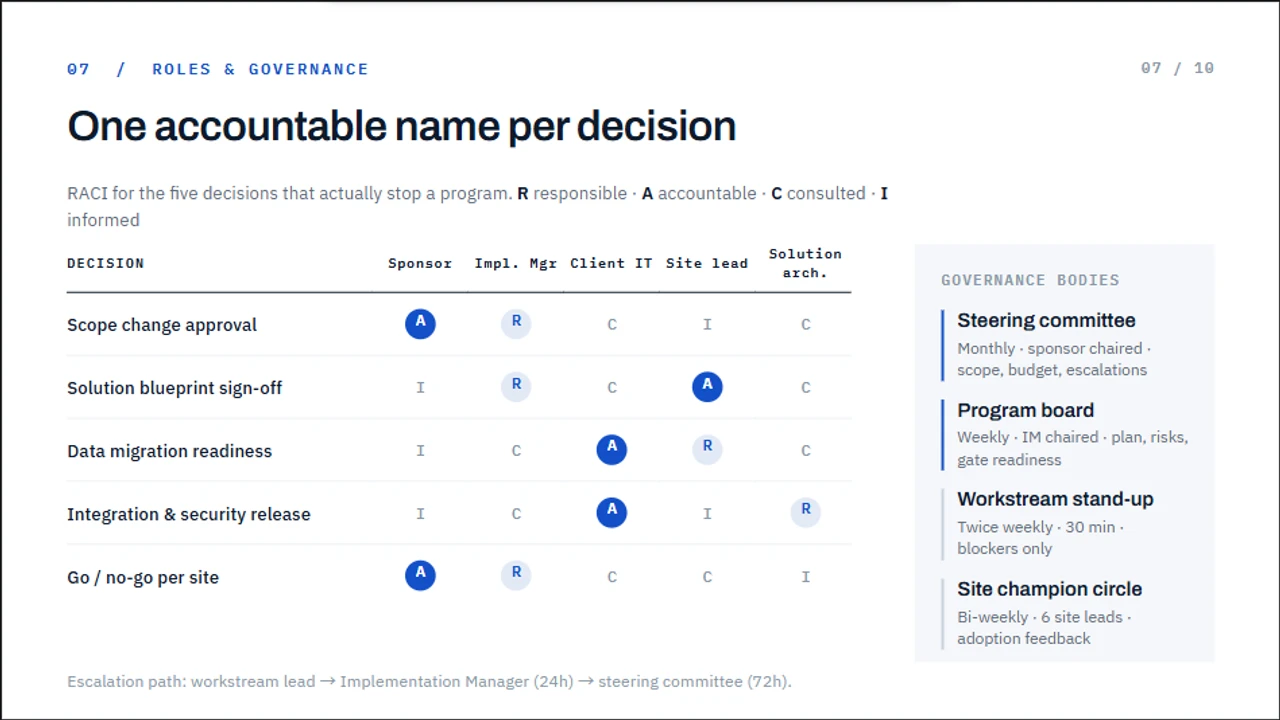 07 / ROLES & GOVERNANCE
07 / 10
One accountable name per decision
RACI for the five decisions that actually stop a program. R responsible · A accountable · C consulted · I
informed
DECISION Sponsor Impl. Mgr Client IT Site lead Solution arch.
Scope change approval A R C I C
Solution blueprint sign-off I R C A C
Data migration readiness I C A R C
Integration & security release I C A I R
Go / no-go per site A R C C I
GOVERNANCE BODIES
Steering committee
Monthly · sponsor chaired ·
scope, budget, escalations
Program board
Weekly · IM chaired · plan, risks,
gate readiness
Workstream stand-up
Twice weekly · 30 min ·
blockers only
Site champion circle
Bi-weekly · 6 site leads ·
adoption feedback
Escalation path: workstream lead → Implementation Manager (24h) → steering committee (72h).